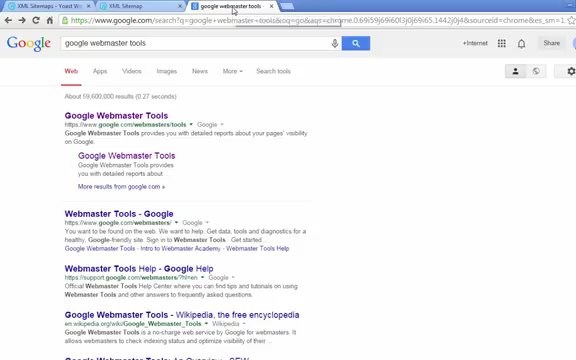 XML Sitemaps - Yoast W
XML Sitemap
google webmaster tools
https://www.google.com/search?q=google+webmaster+tools&oq=goo&aqs=chrome.0.69i59j69i60l3j0j69i65.1442j0j4&sourceid=chrome&es_sm=1
Google
google webmaster tools
+Internet
Share
Web Apps Videos Images News More Search tools
About 59,600,000 results (0.27 seconds)
Google Webmaster Tools
https://www.google.com/webmasters/tools Google
Google Webmaster Tools provides you with detailed reports about your pages' visibility
on Google.
Google Webmaster Tools
Google Webmaster Tools provides
you with detailed reports about ...
More results from google.com »
Webmaster Tools - Google
https://www.google.com/webmasters/ Google
You want to be found on the web. We want to help. Get data, tools and diagnostics for a
healthy, Google-friendly site. Sign in to Webmaster Tools · Get started ...
Google Webmaster Tools - Intro to Webmaster Academy - Webmaster Tools Help
Webmaster Tools Help - Google Help
https://support.google.com/webmasters/?hl=en Google
Official Webmaster Tools Help Center where you can find tips and tutorials on using
Webmaster Tools and other answers to frequently asked questions.
Google Webmaster Tools - Wikipedia, the free encyclopedia
en.wikipedia.org/wiki/Google_Webmaster_Tools Wikipedia
Google Webmaster Tools is a no-charge web service by Google for webmasters. It
allows webmasters to check indexing status and optimize visibility of their ...
Google Webmaster Tools: An Overview - SEW